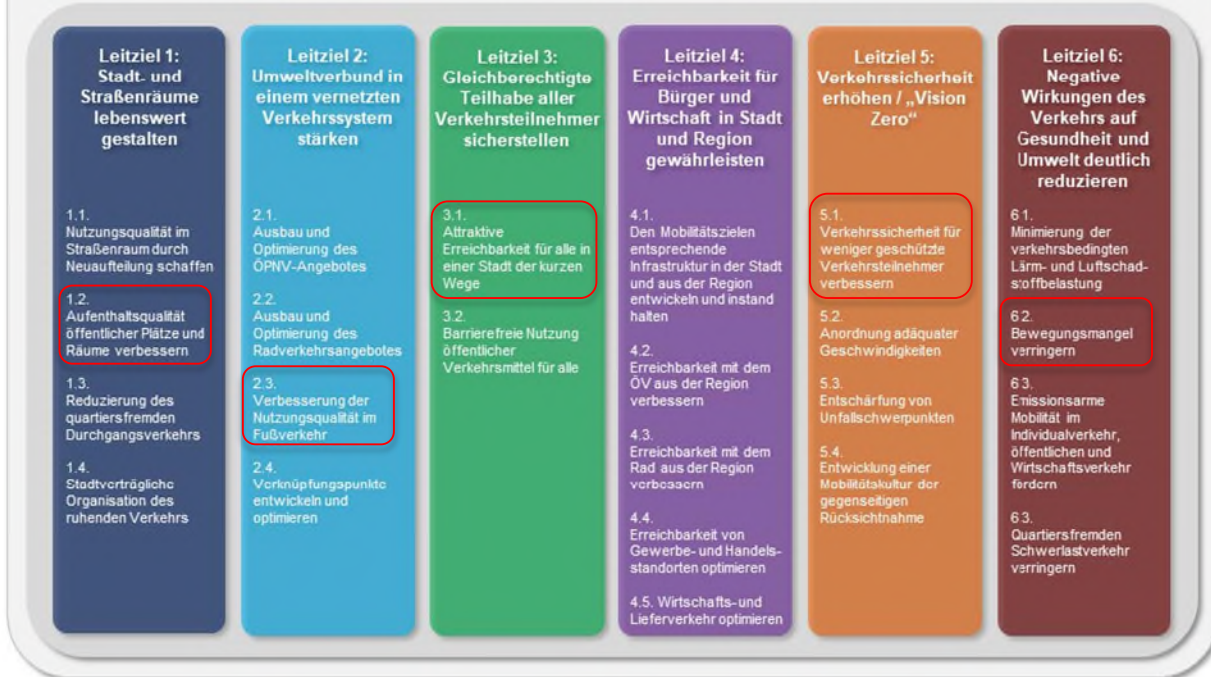 Leitziel 1:
Stadt- und
Straßenräume
lebenswert
gestalten
1.1.
Nutzungsqualität im
Straßenraum durch
Neuaufteilung schaffen
1.2.
Aufenthaltsqualität
öffentlicher Plätze und
Räume verbessern
1.3.
Reduzierung des
quartiersfremden
Durchgangsverkehrs
1.4.
Stadtverträgliche
Organisation des
ruhenden Verkehrs
Leitziel 2:
Umweltverbund in
einem vernetzten
Verkehrssystem
stärken
2.1.
Ausbau und
Optimierung des
ÖPNV-Angebotes
2.2.
Ausbau und
Optimierung des
Radverkehrsangebotes
2.3.
Verbesserung der
Nutzungsqualität im
Fußverkehr
2.4.
Verknüpfungspunkte
entwickeln und
optimieren
Leitziel 3:
Gleichberechtigte
Teilhabe aller
Verkehrsteilnehmer
sicherstellen
3.1.
Attraktive
Erreichbarkeit für alle in
einer Stadt der kurzen
Wege
3.2.
Barrierefreie Nutzung
öffentlicher
Verkehrsmittel für alle
Leitziel 4:
Erreichbarkeit für
Bürger und
Wirtschaft in Stadt
und Region
gewährleisten
4.1.
Den Mobilitätszielen
entsprechende
Infrastruktur in der Stadt
und aus der Region
entwickeln und instand
halten
4.2.
Erreichbarkeit mit dem
ÖV aus der Region
verbessern
4.3.
Erreichbarkeit mit dem
Rad aus der Region
verbessern
4.4.
Erreichbarkeit von
Gewerbe- und Handels-
standorten optimieren
4.5. Wirtschafts- und
Lieferverkehr optimieren
Leitziel 5:
Verkehrssicherheit
erhöhen / „Vision
Zero“
5.1.
Verkehrssicherheit für
weniger geschützte
Verkehrsteilnehmer
verbessern
5.2.
Anordnung adäquater
Geschwindigkeiten
5.3.
Entschärfung von
Unfallschwerpunkten
5.4.
Entwicklung einer
Mobilitätskultur der
gegenseitigen
Rücksichtnahme
Leitziel 6:
Negative
Wirkungen des
Verkehrs auf
Gesundheit und
Umwelt deutlich
reduzieren
6.1.
Minimierung der
verkehrsbedingten
Lärm- und Luftschad-
stoffbelastung
6.2.
Bewegungsmangel
verringern
6.3.
Emissionsarme
Mobilität im
Individualverkehr,
öffentlichen und
Wirtschaftsverkehr
fördern
6.3.
Quartiersfremden
Schwerlastverkehr
verringern